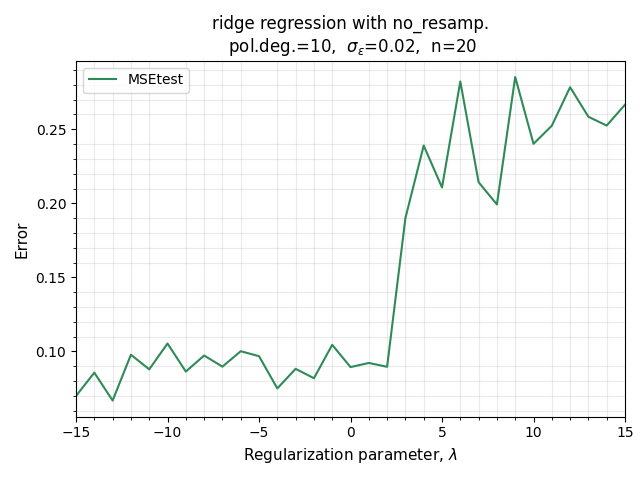 ridge regression with no_resamp.
pol.deg.=10, σ_ε=0.02, n=20
MSEtest
0.25
0.20
0.15
0.10
Error
−15 −10 −5 0 5 10 15
Regularization parameter, λ